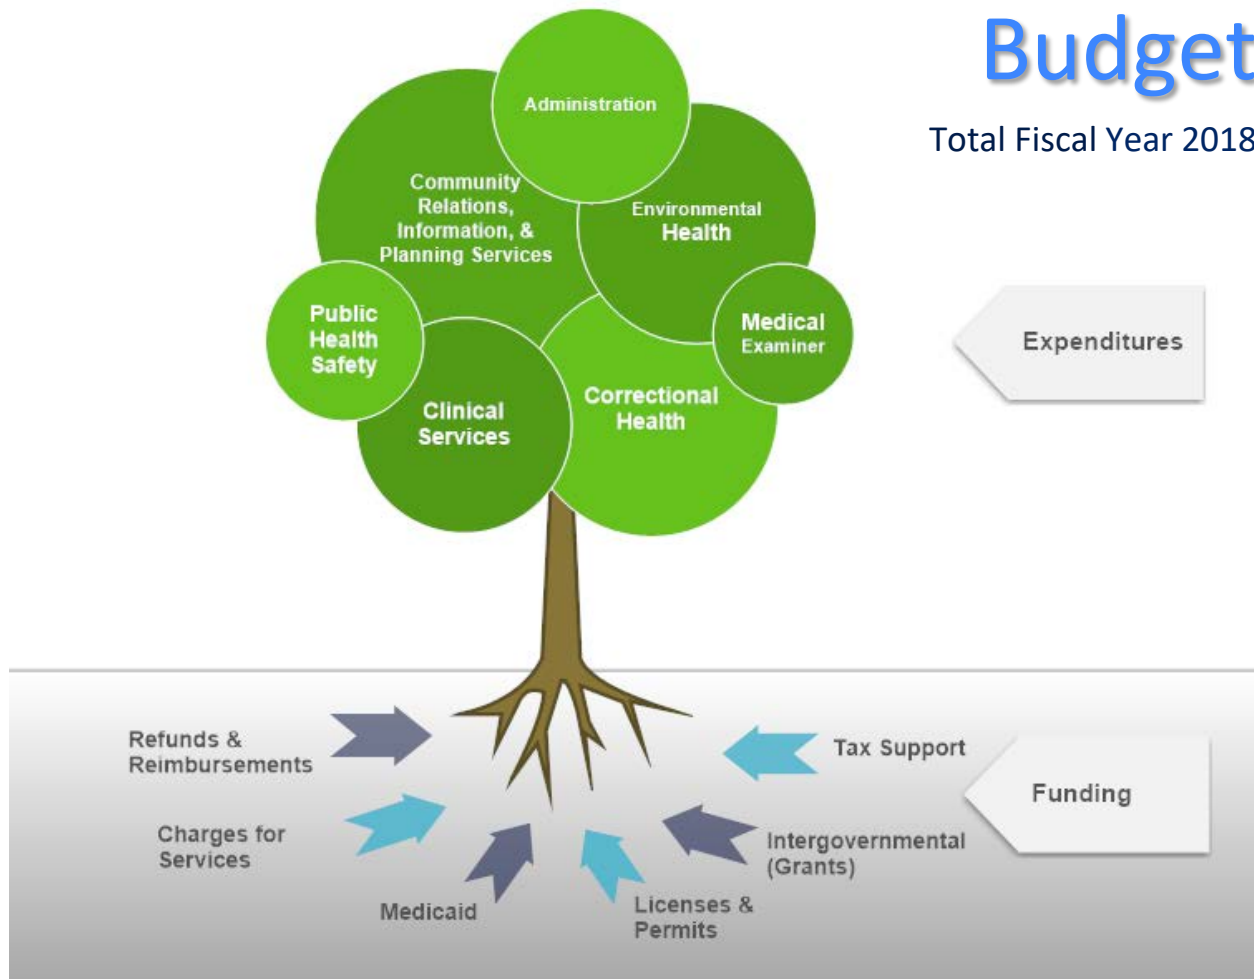 Budget
Total Fiscal Year 2018
Administration
Community
Relations,
Information, &
Planning Services
Environmental
Health
Public
Health
Safety
Medical
Examiner
Expenditures
Clinical
Services
Correctional
Health
Refunds &
Reimbursements
Tax Support
Funding
Charges for
Services
Intergovernmental
(Grants)
Medicaid
Licenses &
Permits